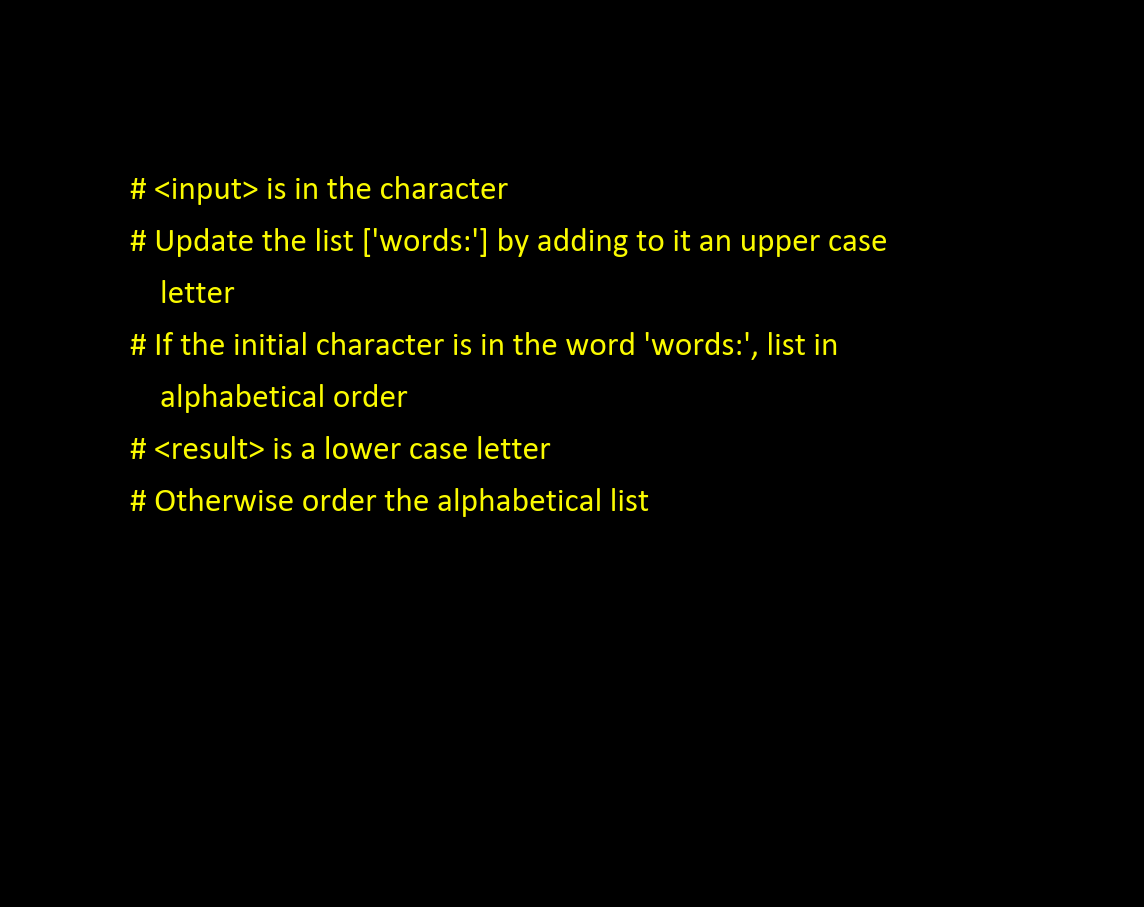 # <input> is in the character
# Update the list ['words:'] by adding to it an upper case
letter
# If the initial character is in the word 'words:', list in
alphabetical order
# <result> is a lower case letter
# Otherwise order the alphabetical list